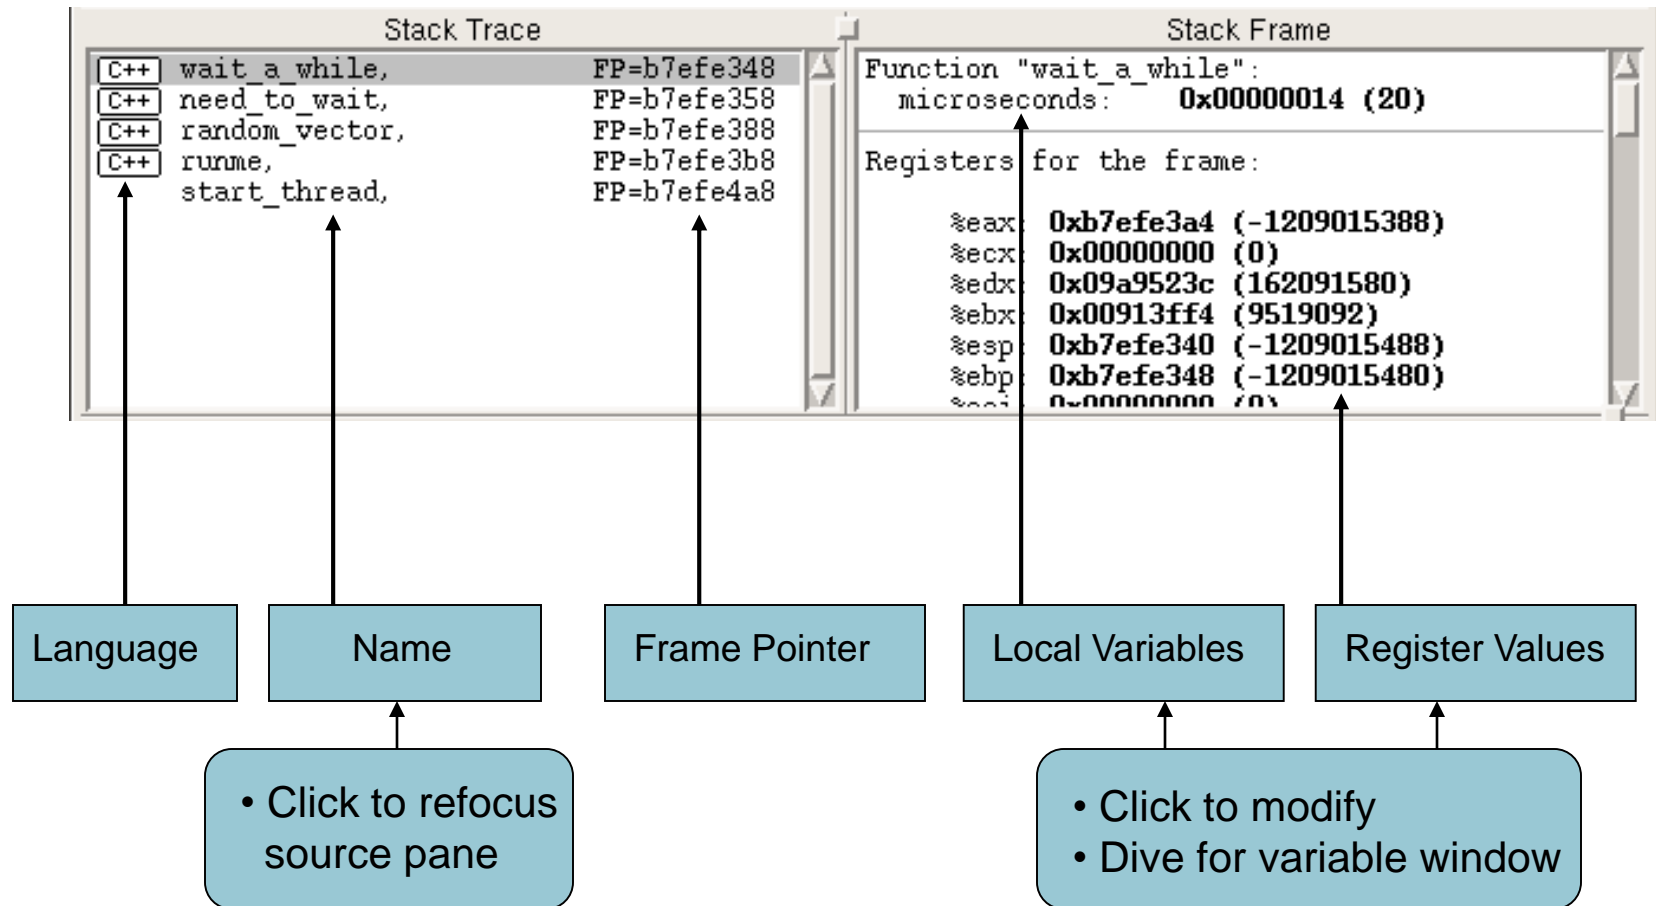 Stack Trace
C++ wait_a_while, FP=b7efe348
C++ need_to_wait, FP=b7efe358
C++ random_vector, FP=b7efe388
C++ runme, FP=b7efe3b8
start_thread, FP=b7efe4a8
Stack Frame
Function "wait_a_while":
microseconds: 0x00000014 (20)
Registers for the frame:
%eax: 0xb7efe3a4 (-1209015388)
%ecx: 0x00000000 (0)
%edx: 0x09a9523c (162091580)
%ebx: 0x00913ff4 (9519092)
%esp: 0xb7efe340 (-1209015488)
%ebp: 0xb7efe348 (-1209015480)
0x00000000 (0)
Language
Name
Frame Pointer
Local Variables
Register Values
• Click to refocus
source pane
• Click to modify
• Dive for variable window